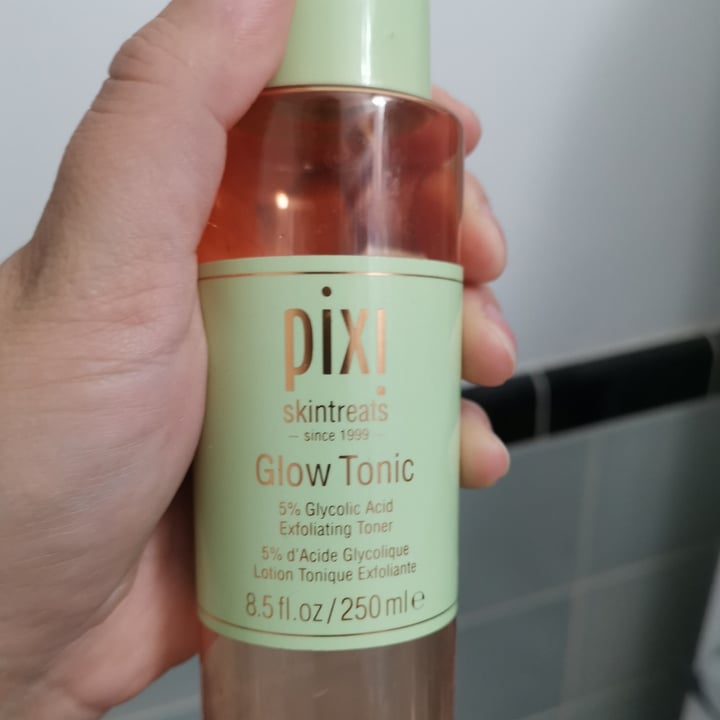 pixi
skintreats
– since 1999 –
Glow Tonic
5% Glycolic Acid
Exfoliating Toner
5% d'Acide Glycolique
Lotion Tonique Exfoliante
8.5 fl.oz/250 ml e